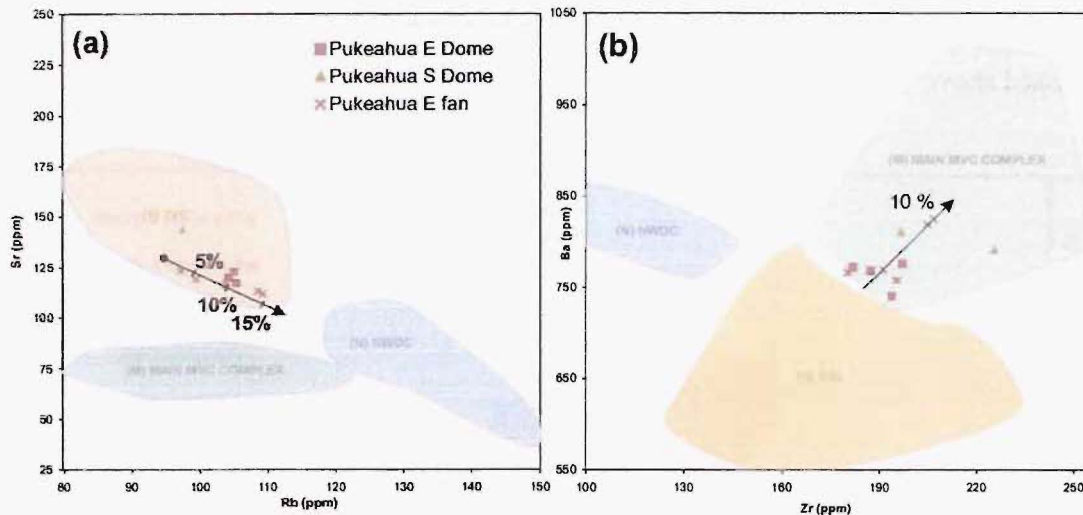 (a)
Pukeahua E Dome
Pukeahua S Dome
Pukeahua E fan
250
225
200
175
150
125
100
75
50
25
Sr (ppm)
5%
10%
15%
(M) MAIN MVC COMPLEX
(N) NWDC
80 90 100 110 120 130 140 150
Rb (ppm)
(b)
1050
950
850
750
650
550
Ba (ppm)
(M) MAIN MVC COMPLEX
10 %
(N) NWDC
100 130 160 190 220 250
Zr (ppm)